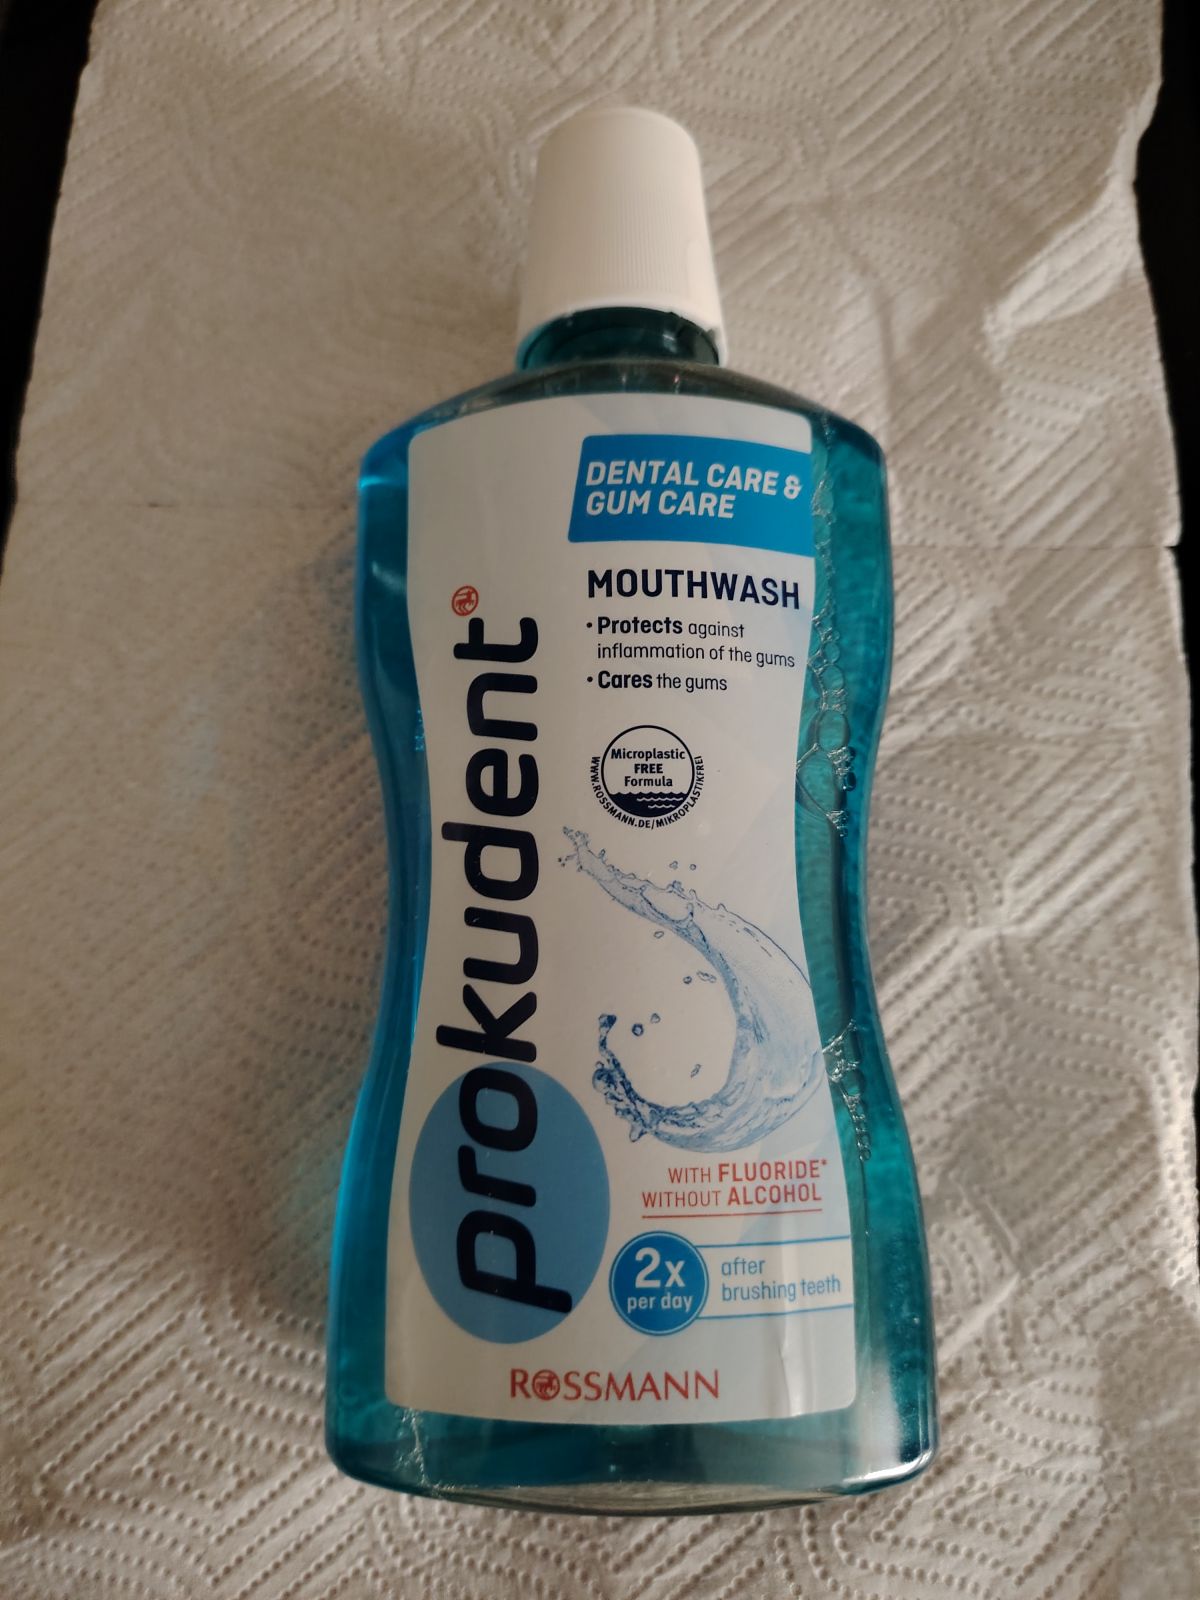 DENTAL CARE &
GUM CARE
MOUTHWASH
• Protects against
inflammation of the gums
• Cares the gums
Microplastic
FREE
Formula
WWW.ROSSMANN.DE/MIKROPLASTIKFREI
prokudent
WITH FLUORIDE*
WITHOUT ALCOHOL
2x
per day
after
brushing teeth
ROSSMANN